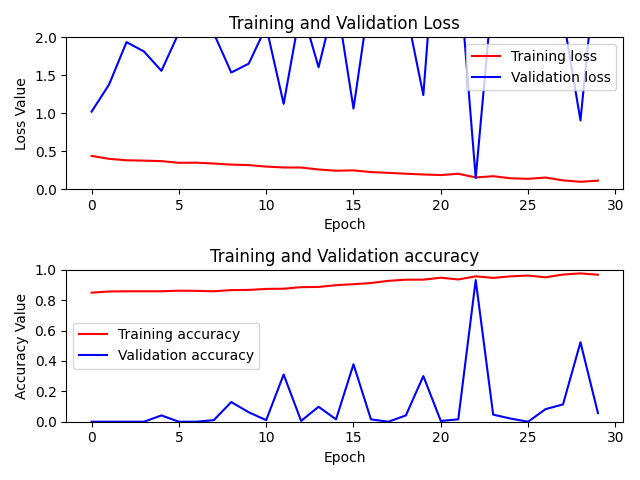 Training and Validation Loss
2.0
1.5
1.0
0.5
0.0
Loss Value
Training loss
Validation loss
0 5 10 15 20 25 30
Epoch
Training and Validation accuracy
1.0
0.8
0.6
0.4
0.2
0.0
Accuracy Value
Training accuracy
Validation accuracy
0 5 10 15 20 25 30
Epoch